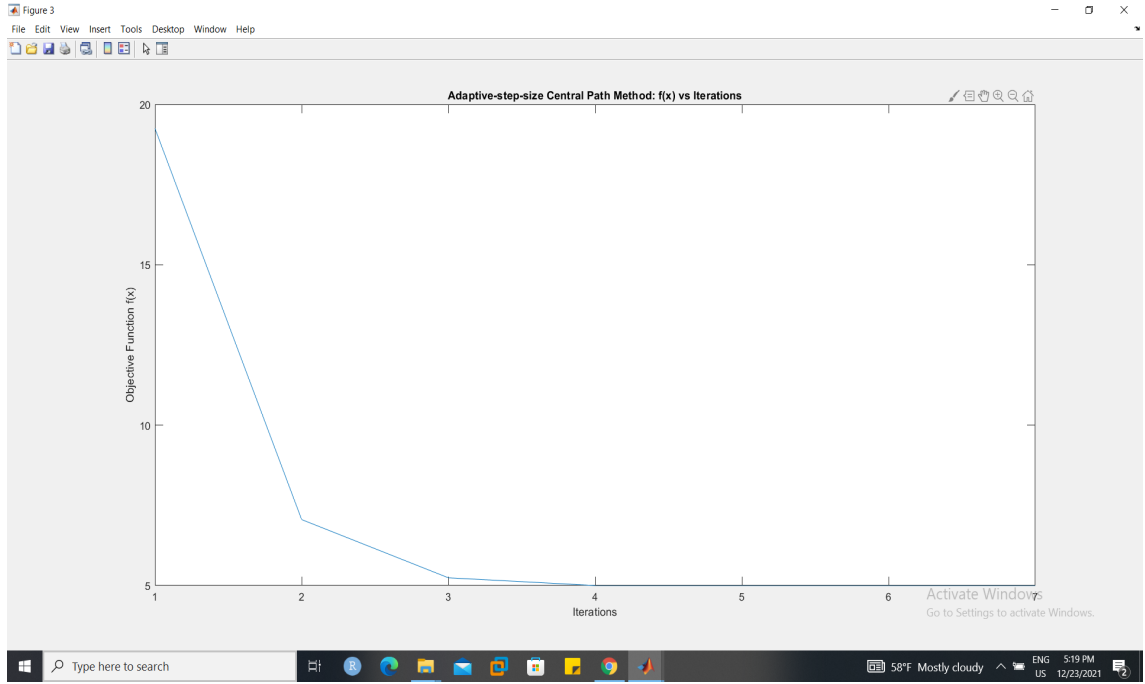 Figure 3
File Edit View Insert Tools Desktop Window Help
Adaptive-step-size Central Path Method: f(x) vs Iterations
20
15
10
5
Objective Function f(x)
1 2 3 4 5 6 7
Iterations
Activate Windows
Go to Settings to activate Windows.
Type here to search
R
58°F Mostly cloudy
ENG
US
5:19 PM
12/23/2021
2